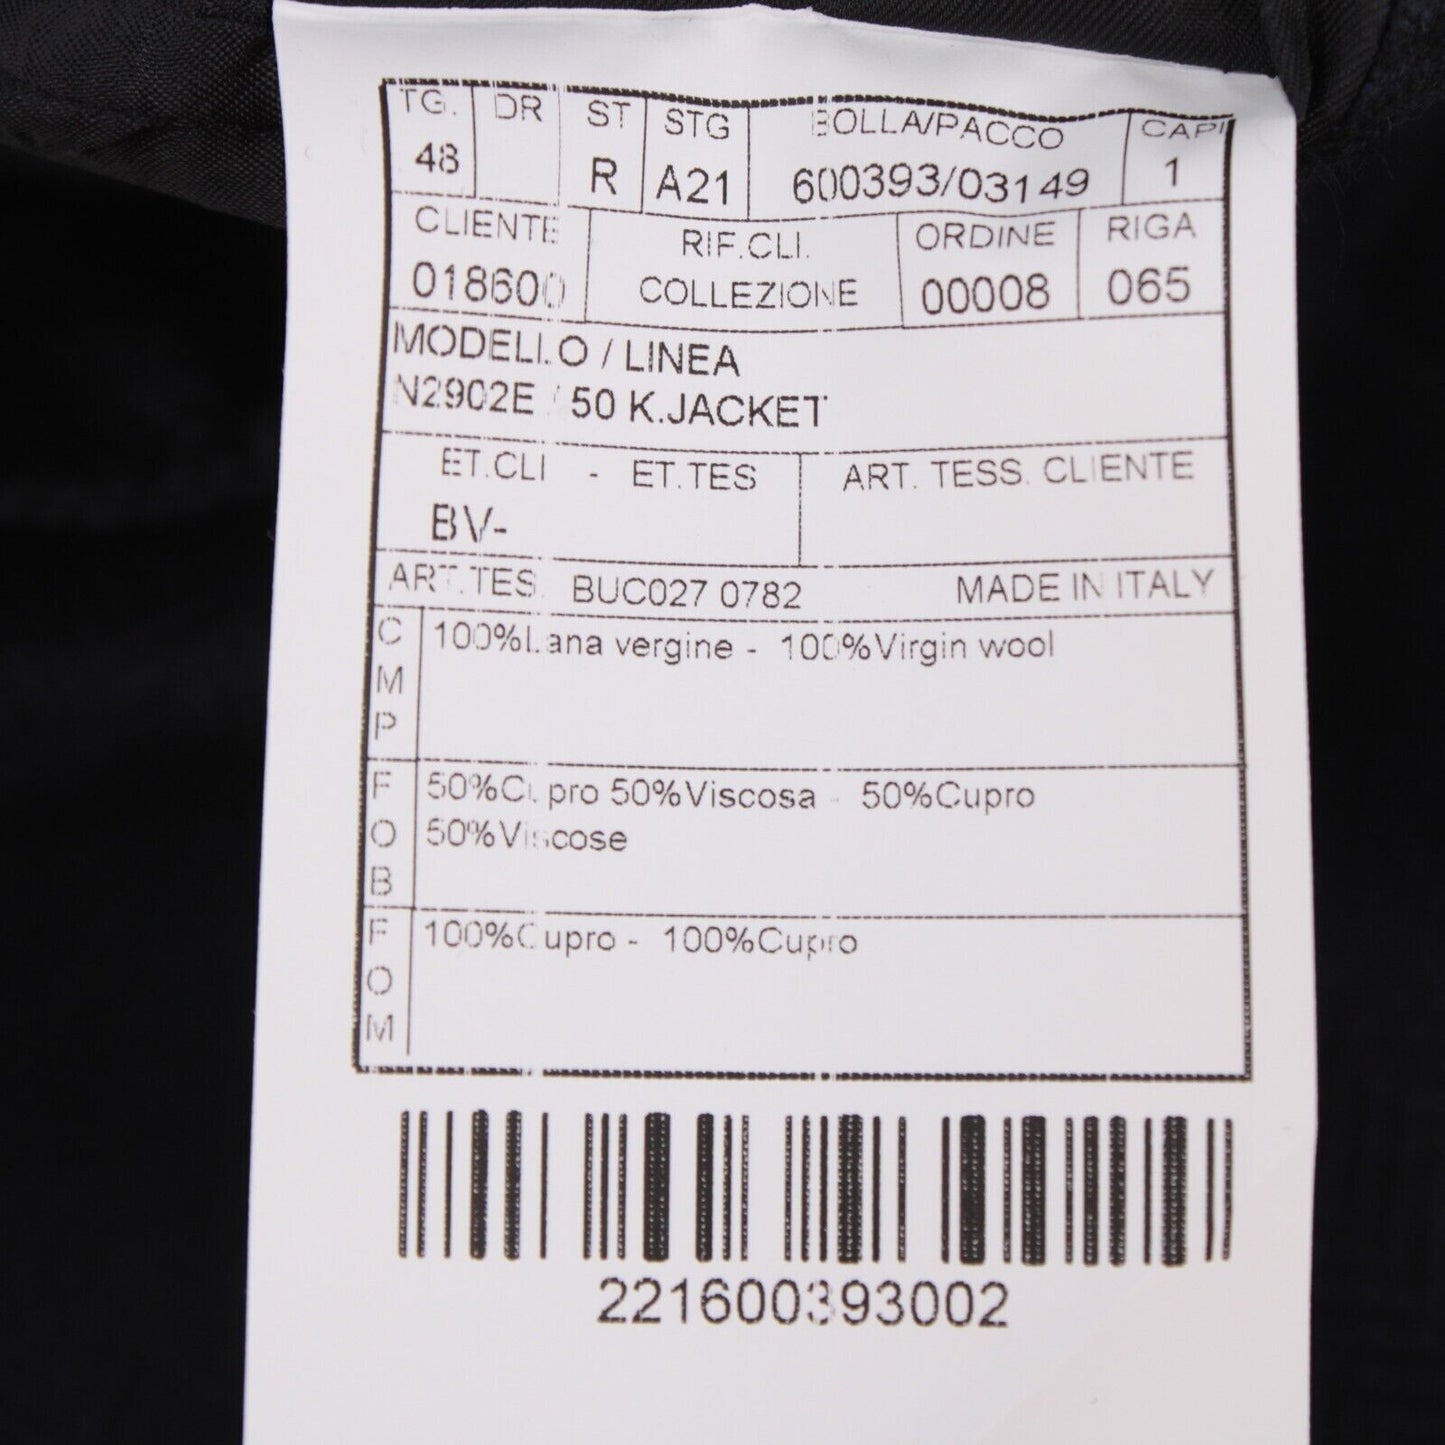 TG. DR ST STG BOLLA/PACCO CAPI
48 R A21 600393/03149 1
CLIENTE RIF.CLI. ORDINE RIGA
018600 COLLEZIONE 00008 065
MODELLO / LINEA
N2902E / 50 K.JACKET
ET.CLI - ET.TES ART. TESS. CLIENTE
BV-
ART.TES. BUC027 0782 MADE IN ITALY
CMP 100%Lana vergine - 100%Virgin wool
FOB 50%Cupro 50%Viscosa - 50%Cupro
50%Viscose
FOM 100%Cupro - 100%Cupro
221600393002